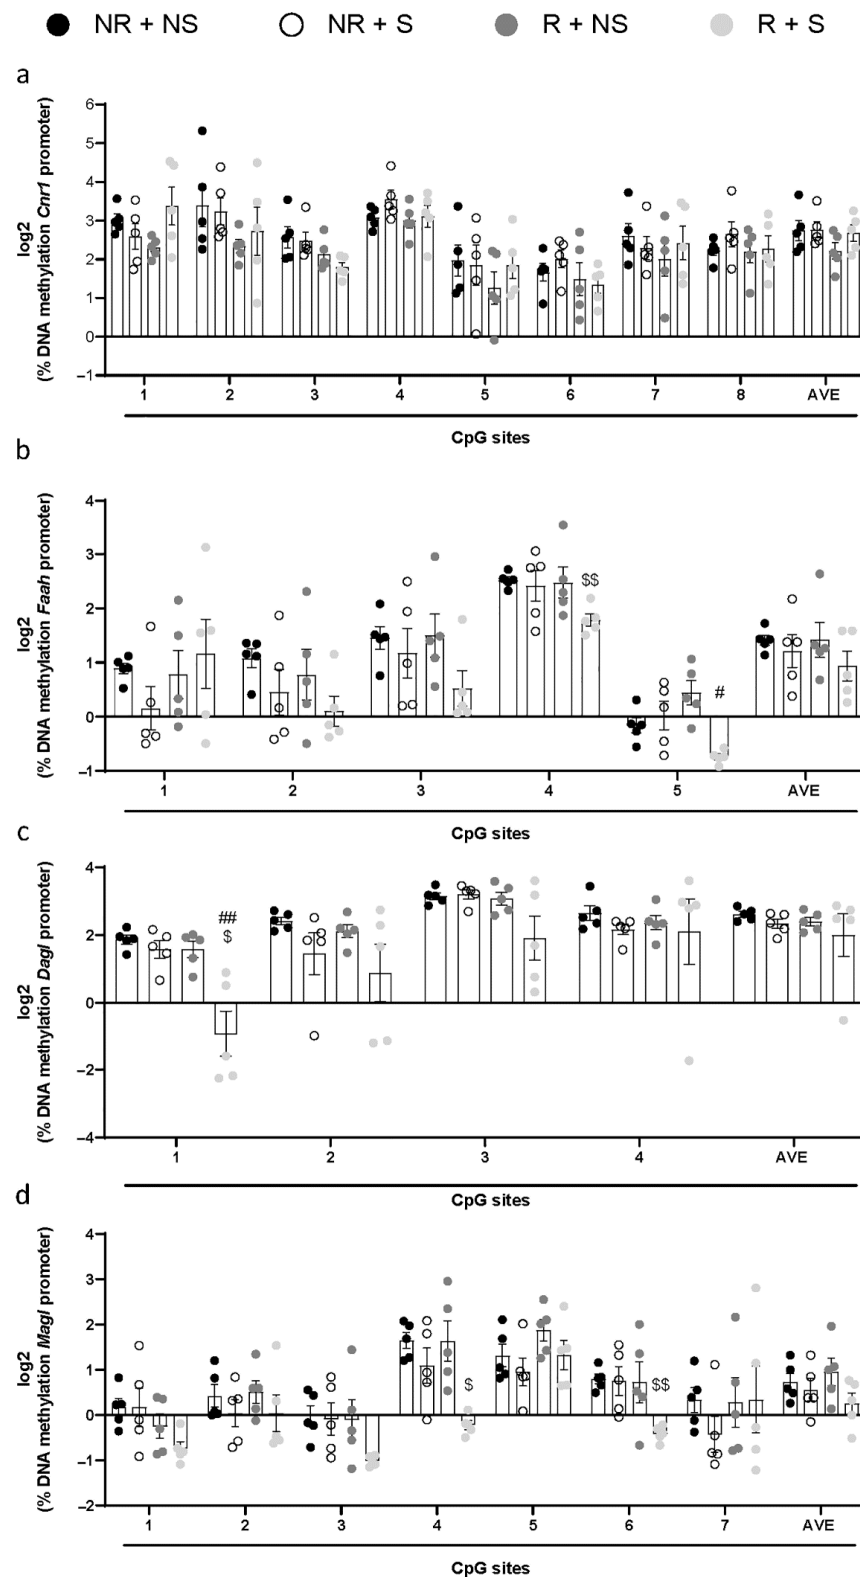 NR + NS NR + S R + NS R + S
a
log2
(% DNA methylation Cnr1 promoter)
6
5
4
3
2
1
0
–1
1 2 3 4 5 6 7 8 AVE
CpG sites
b
log2
(% DNA methylation Faah promoter)
4
3
2
1
0
–1
$$
#
1 2 3 4 5 AVE
CpG sites
c
log2
(% DNA methylation Dagl promoter)
4
2
0
–2
–4
##
$
1 2 3 4 AVE
CpG sites
d
log2
(% DNA methylation Magl promoter)
4
3
2
1
0
–1
–2
$ $$
1 2 3 4 5 6 7 AVE
CpG sites